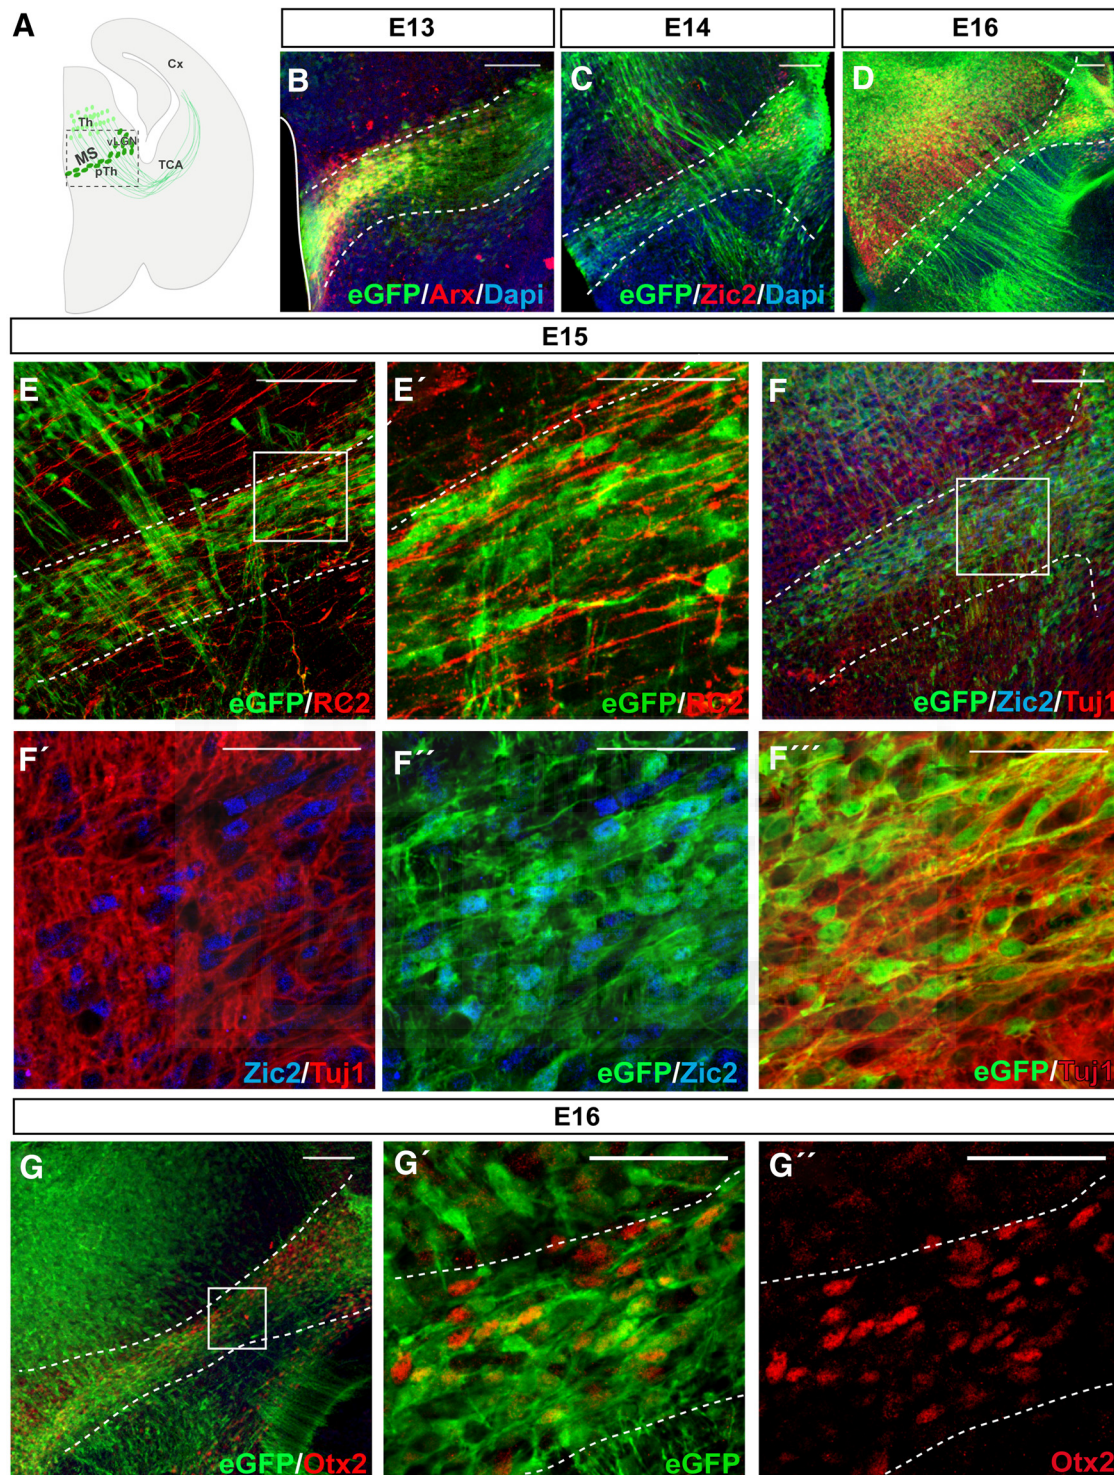 A
Cx
Th
vLGN
MS
pTh
TCA
E13
E14
E16
B
eGFP/Arx/Dapi
C
eGFP/Zic2/Dapi
D
E15
E
eGFP/RC2
E´
eGFP/RC2
F
eGFP/Zic2/Tuj1
F´
Zic2/Tuj1
F´´
eGFP/Zic2
F´´´
eGFP/Tuj1
E16
G
eGFP/Otx2
G´
eGFP
G´´
Otx2